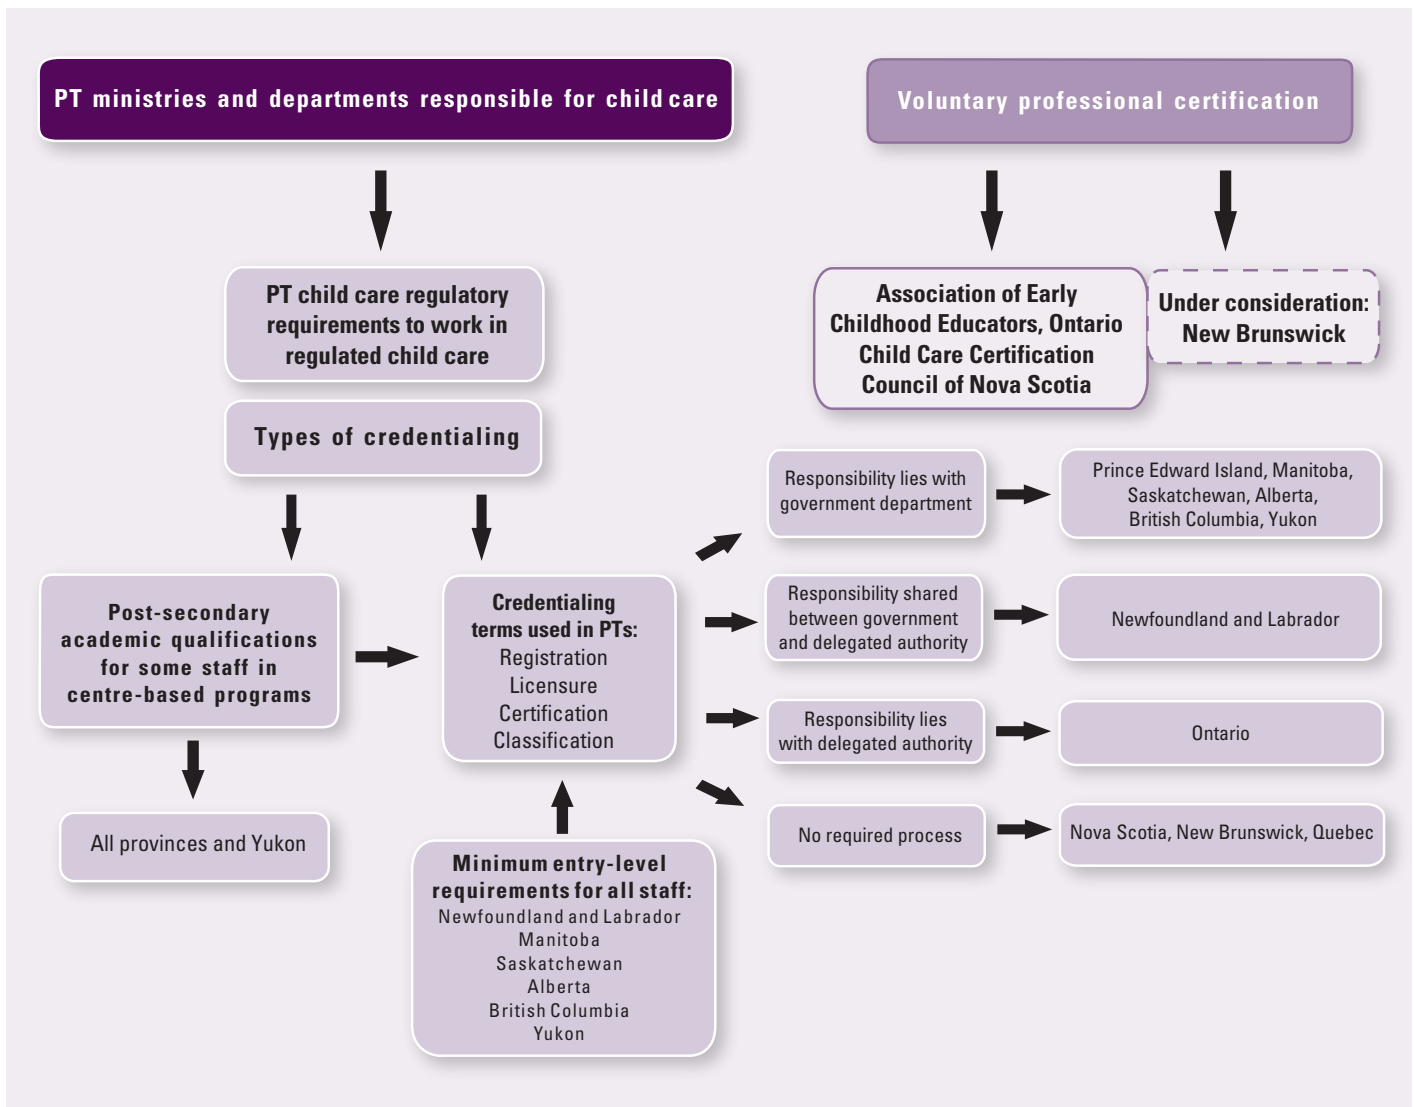 PT ministries and departments responsible for child care
Voluntary professional certification
PT child care regulatory
requirements to work in
regulated child care
Association of Early
Childhood Educators, Ontario
Child Care Certification
Council of Nova Scotia
Under consideration:
New Brunswick
Types of credentialing
Responsibility lies with
government department
Prince Edward Island, Manitoba,
Saskatchewan, Alberta,
British Columbia, Yukon
Post-secondary
academic qualifications
for some staff in
centre-based programs
Credentialing
terms used in PTs:
Registration
Licensure
Certification
Classification
Responsibility shared
between government
and delegated authority
Newfoundland and Labrador
Responsibility lies
with delegated authority
Ontario
All provinces and Yukon
No required process
Nova Scotia, New Brunswick, Quebec
Minimum entry-level
requirements for all staff:
Newfoundland and Labrador
Manitoba
Saskatchewan
Alberta
British Columbia
Yukon